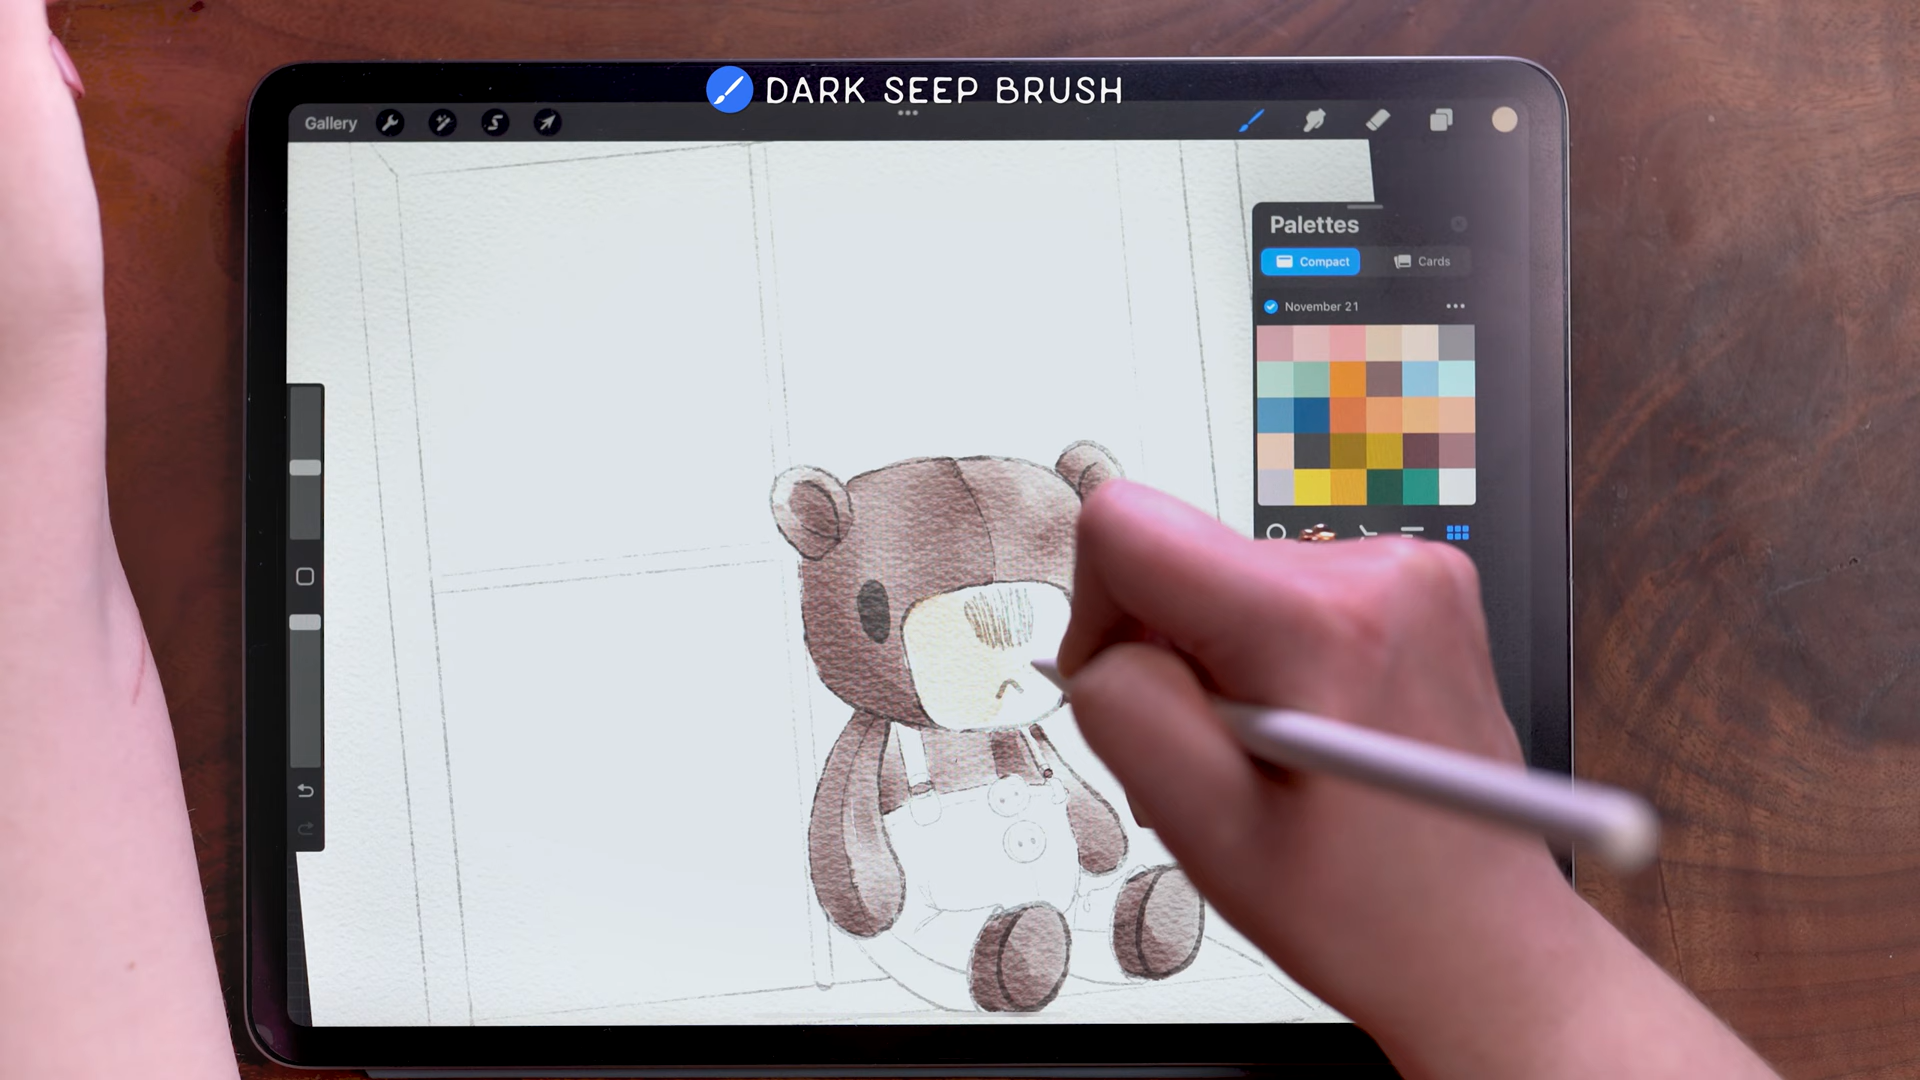 DARK SEEP BRUSH
Gallery
Palettes
Compact
Cards
November 21